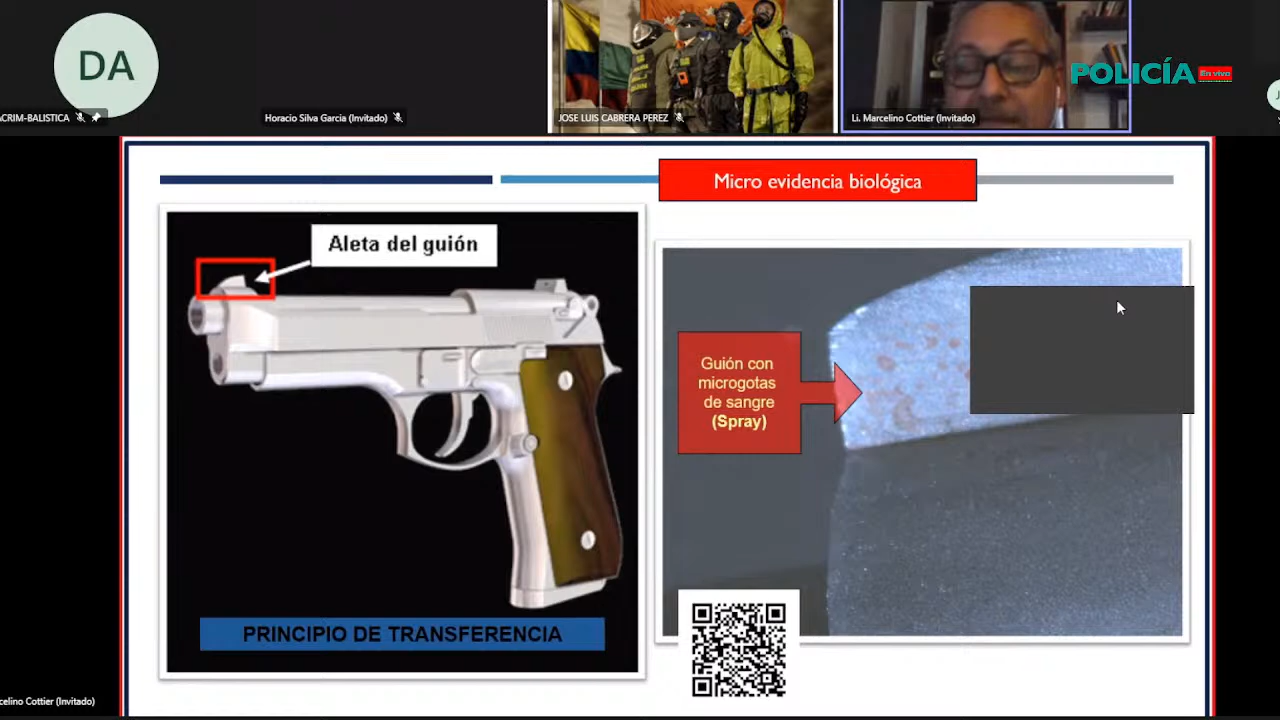 DA
ACRIM-BALISTICA
Horacio Silva Garcia (Invitado)
JOSE LUIS CABRERA PEREZ
Li. Marcelino Cottier (Invitado)
POLICÍA
En vivo
Micro evidencia biológica
Aleta del guión
Guión con
microgotas
de sangre
(Spray)
PRINCIPIO DE TRANSFERENCIA
celino Cottier (Invitado)